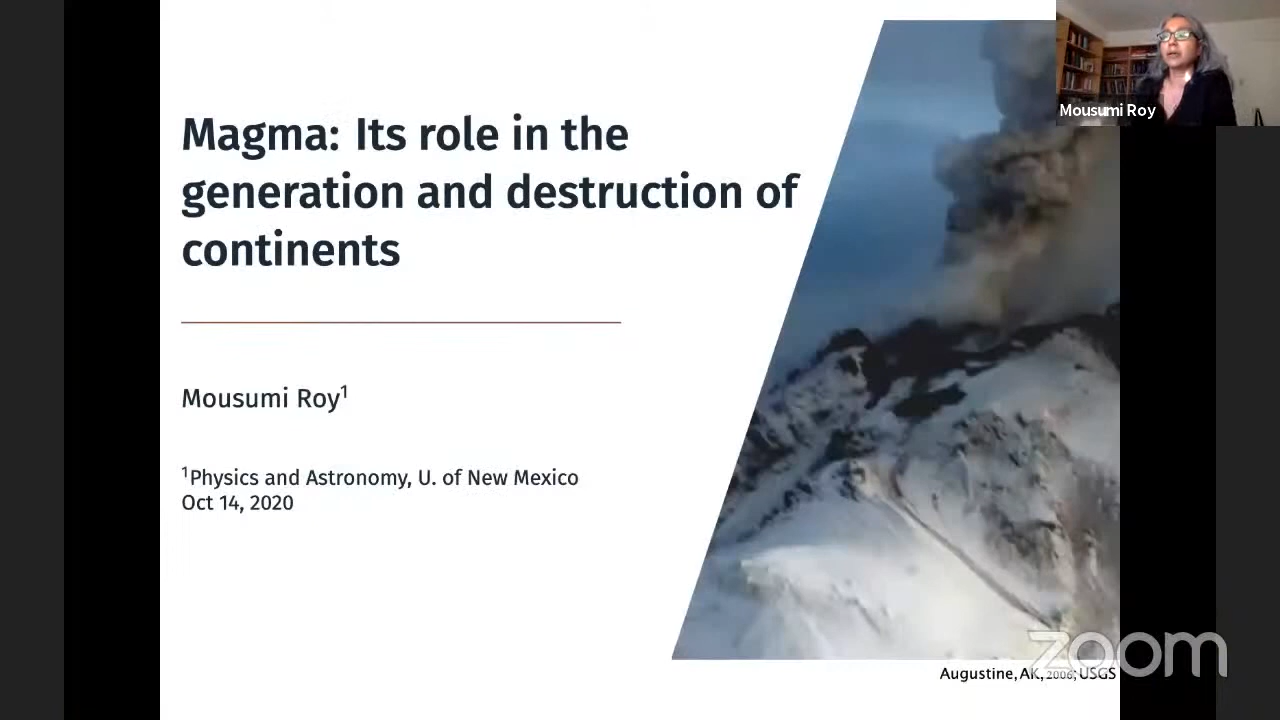 Magma: Its role in the
generation and destruction of
continents
Mousumi Roy¹
¹Physics and Astronomy, U. of New Mexico
Oct 14, 2020
Mousumi Roy
Augustine, AK, 2006; USGS
zoom